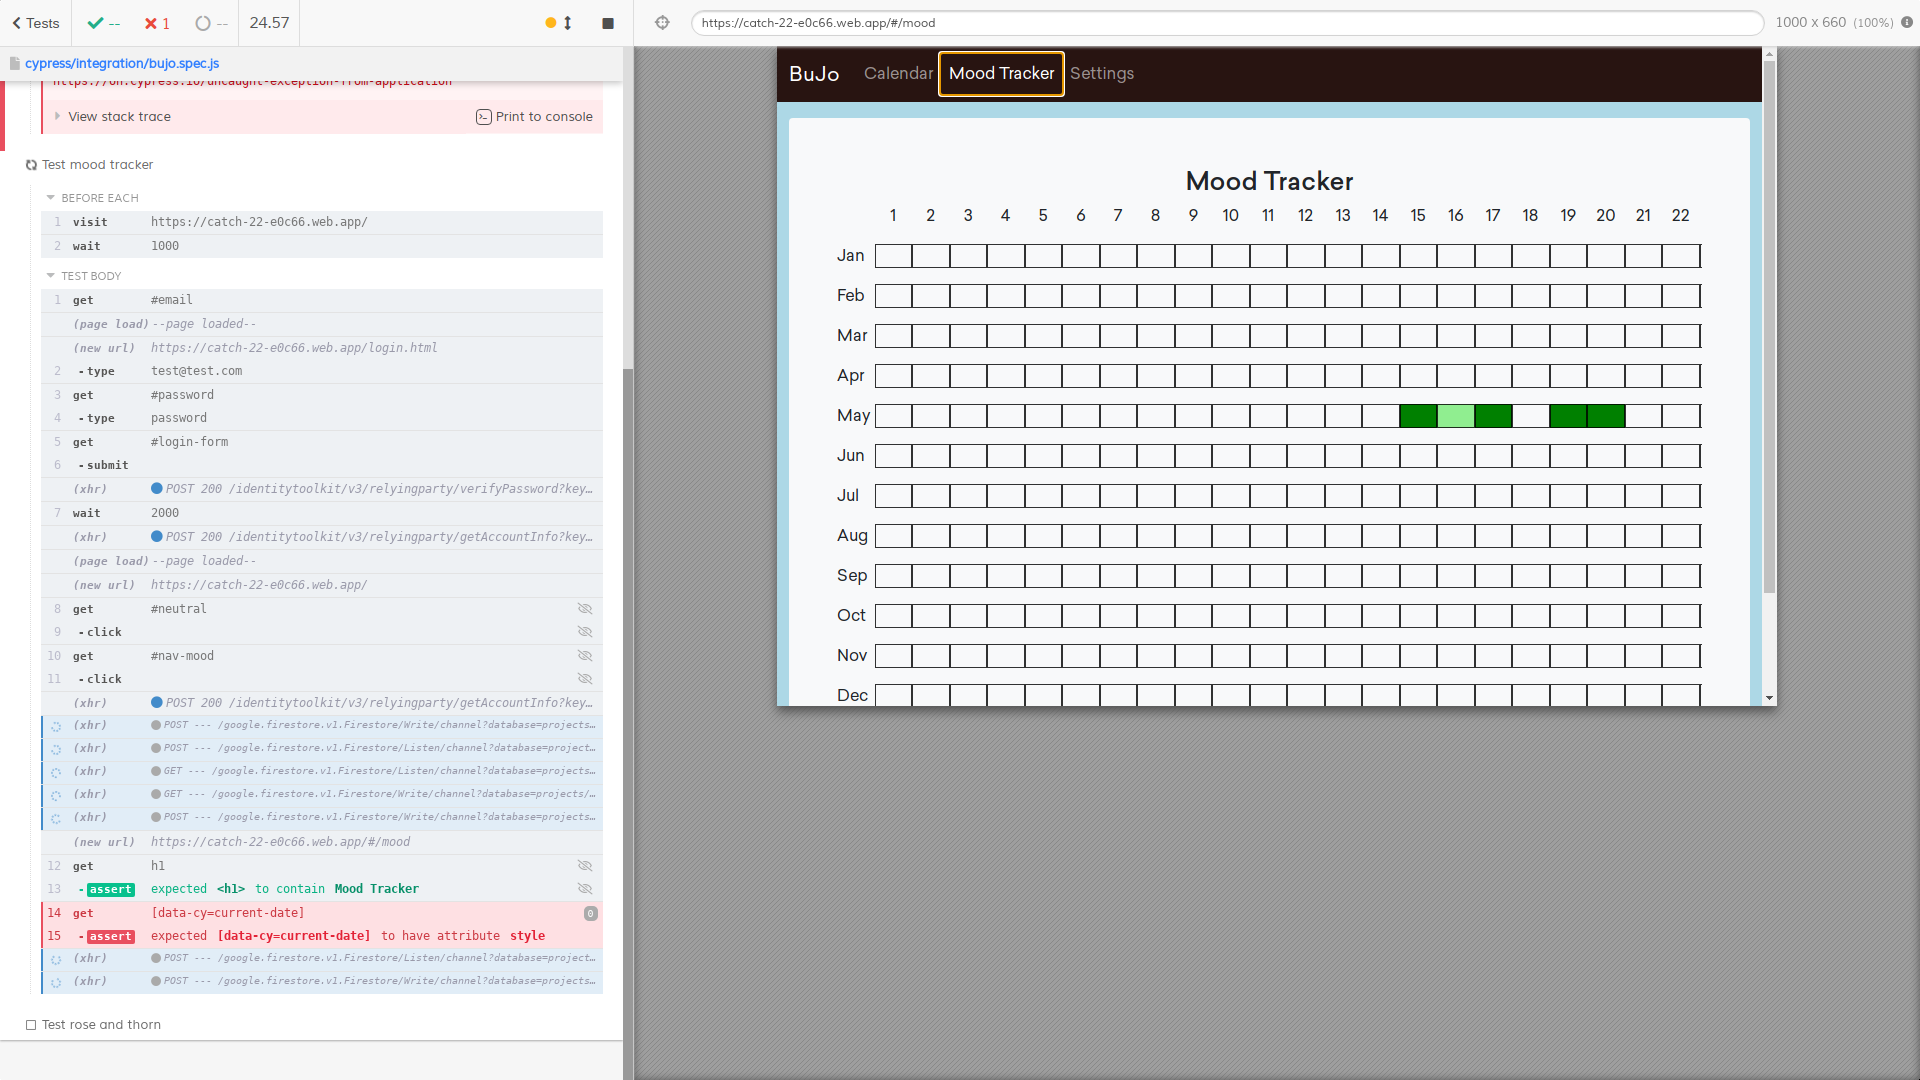 Tests
--
1
--
24.57
cypress/integration/bujo.spec.js
https://on.cypress.io/uncaught-exception-from-application
View stack trace
Print to console
Test mood tracker
BEFORE EACH
1 visit https://catch-22-e0c66.web.app/
2 wait 1000
TEST BODY
1 get #email
(page load) --page loaded--
(new url) https://catch-22-e0c66.web.app/login.html
2 -type test@test.com
3 get #password
4 -type password
5 get #login-form
6 -submit
(xhr) POST 200 /identitytoolkit/v3/relyingparty/verifyPassword?key…
7 wait 2000
(xhr) POST 200 /identitytoolkit/v3/relyingparty/getAccountInfo?key…
(page load) --page loaded--
(new url) https://catch-22-e0c66.web.app/
8 get #neutral
9 -click
10 get #nav-mood
11 -click
(xhr) POST 200 /identitytoolkit/v3/relyingparty/getAccountInfo?key…
(xhr) POST --- /google.firestore.v1.Firestore/Write/channel?database=projects…
(xhr) POST --- /google.firestore.v1.Firestore/Listen/channel?database=project…
(xhr) GET --- /google.firestore.v1.Firestore/Listen/channel?database=projects…
(xhr) GET --- /google.firestore.v1.Firestore/Write/channel?database=projects/…
(xhr) POST --- /google.firestore.v1.Firestore/Write/channel?database=projects…
(new url) https://catch-22-e0c66.web.app/#/mood
12 get h1
13 -assert expected <h1> to contain Mood Tracker
14 get [data-cy=current-date] 0
15 -assert expected [data-cy=current-date] to have attribute style
(xhr) POST --- /google.firestore.v1.Firestore/Listen/channel?database=project…
(xhr) POST --- /google.firestore.v1.Firestore/Write/channel?database=projects…
Test rose and thorn
https://catch-22-e0c66.web.app/#/mood
1000 x 660 (100%)
BuJo Calendar Mood Tracker Settings
Mood Tracker
1 2 3 4 5 6 7 8 9 10 11 12 13 14 15 16 17 18 19 20 21 22
Jan
Feb
Mar
Apr
May
Jun
Jul
Aug
Sep
Oct
Nov
Dec